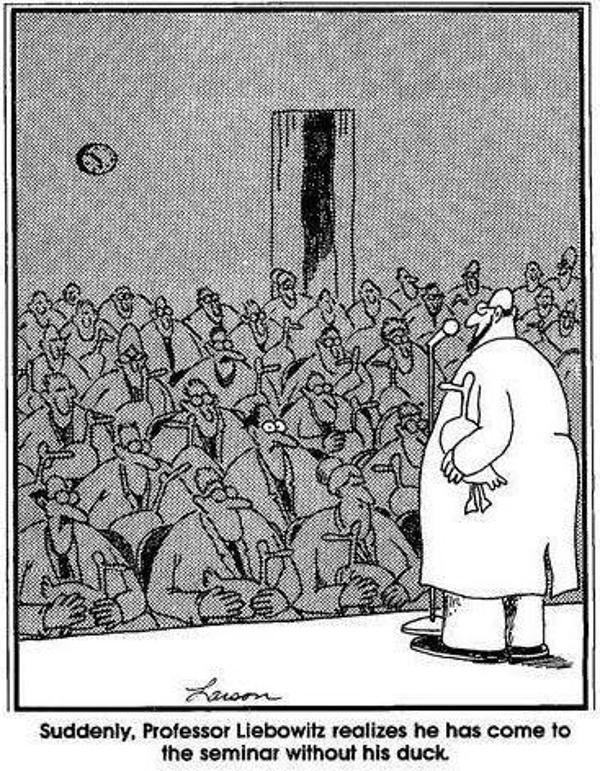 Larson
Suddenly, Professor Liebowitz realizes he has come to
the seminar without his duck.